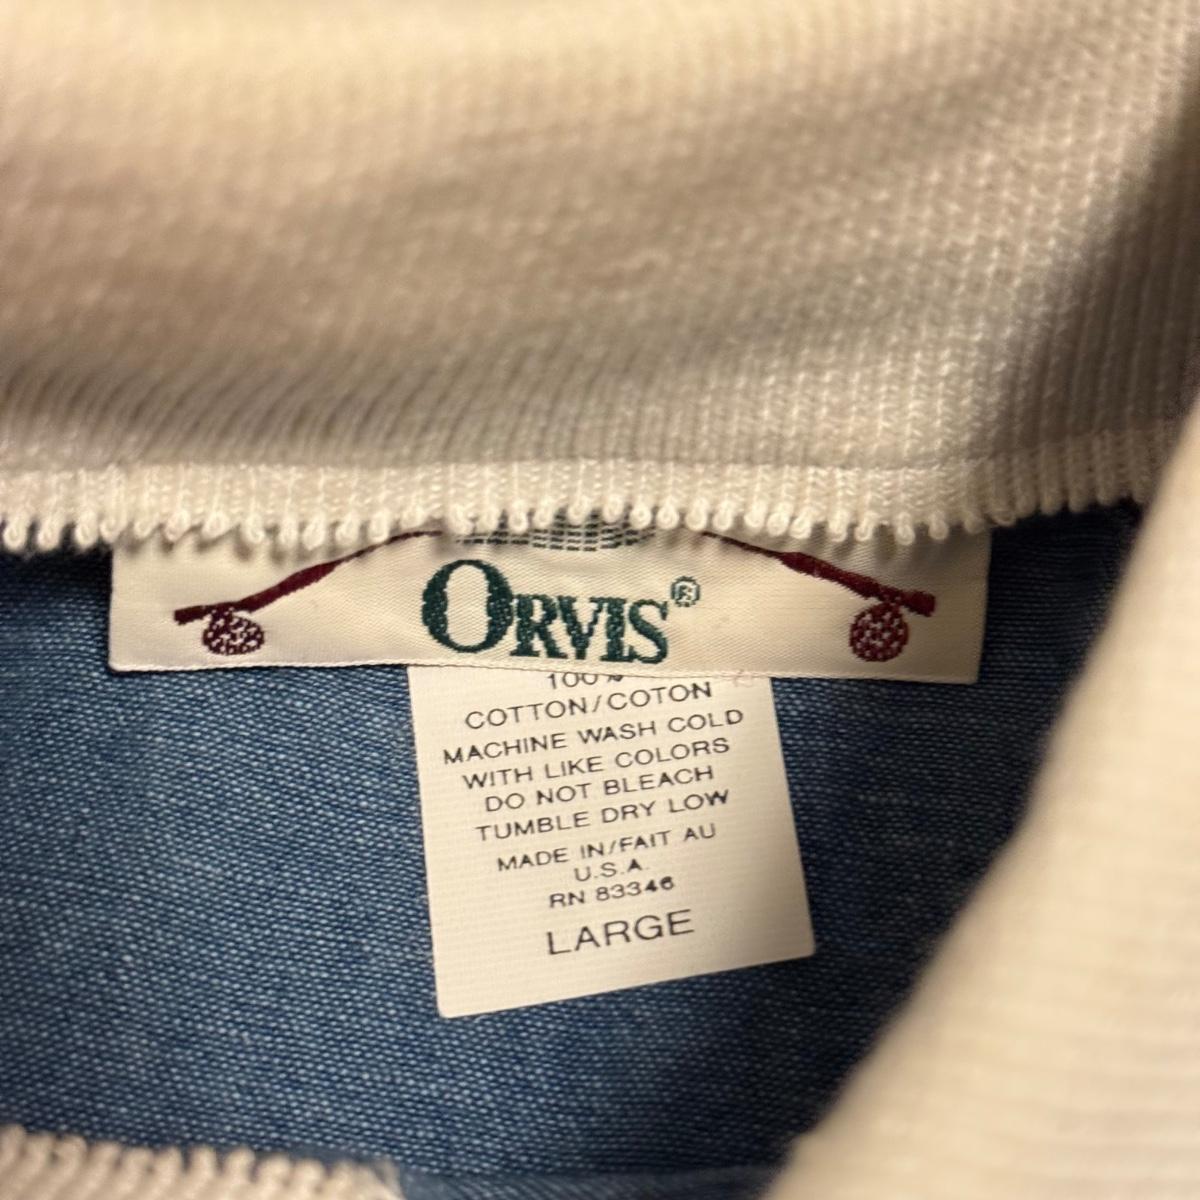 ORVIS®
100%
COTTON/COTON
MACHINE WASH COLD
WITH LIKE COLORS
DO NOT BLEACH
TUMBLE DRY LOW
MADE IN/FAIT AU
U.S.A.
RN 83346
LARGE